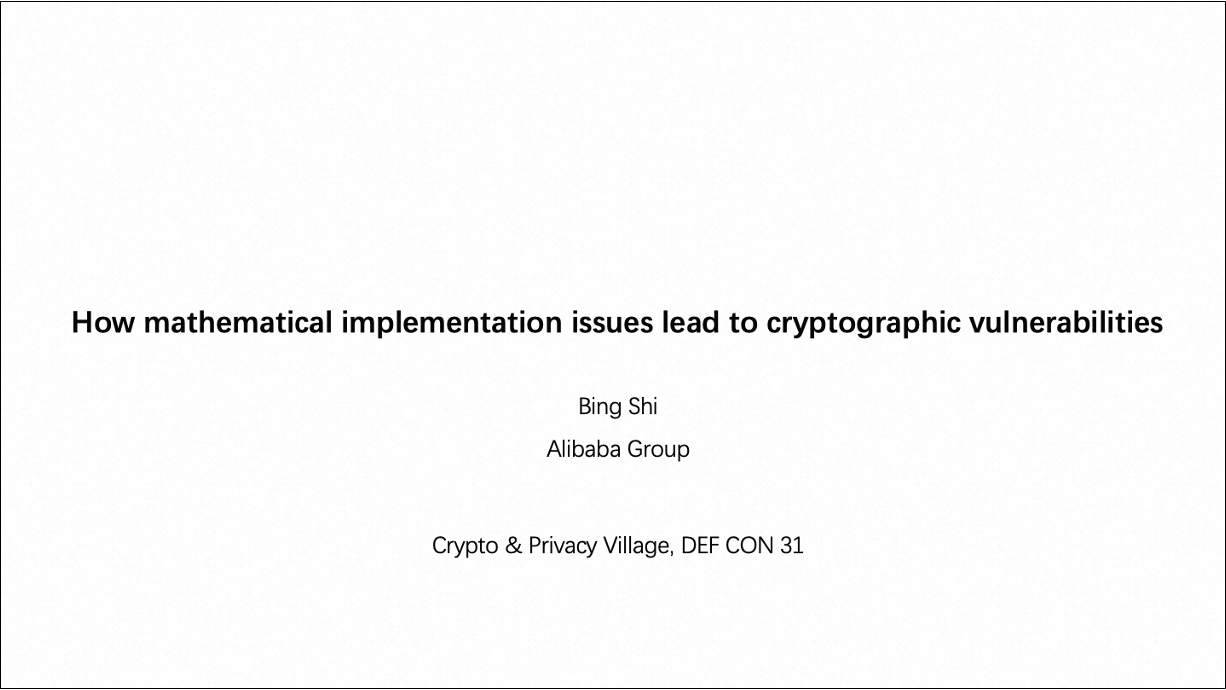 How mathematical implementation issues lead to cryptographic vulnerabilities
Bing Shi
Alibaba Group
Crypto & Privacy Village, DEF CON 31